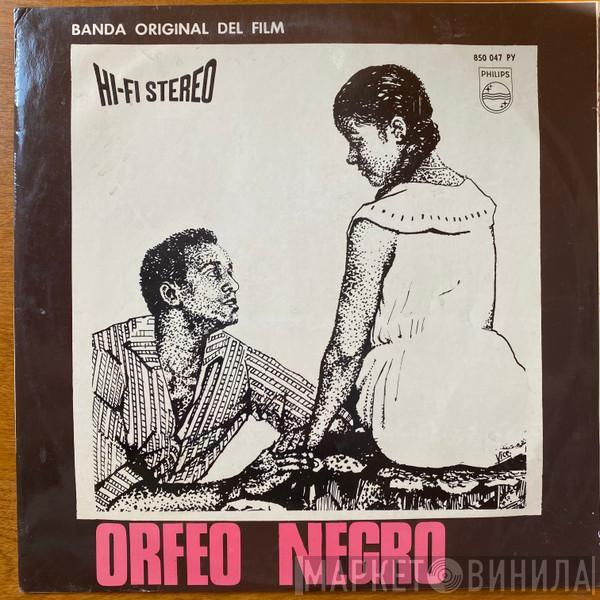 BANDA ORIGINAL DEL FILM
HI-FI STEREO
850 047 PY
PHILIPS
ORFEO NEGRO
МАРКЕТ ВИНИЛА